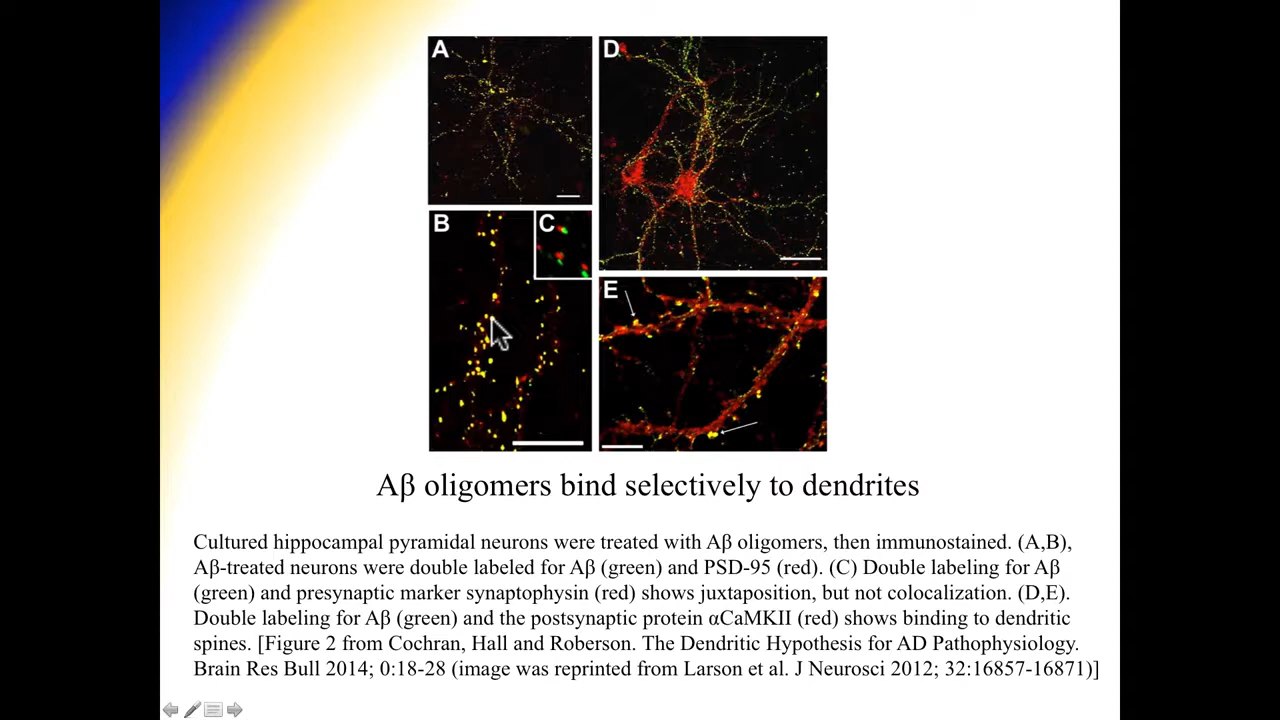 A
D
B
C
E
Aβ oligomers bind selectively to dendrites
Cultured hippocampal pyramidal neurons were treated with Aβ oligomers, then immunostained. (A,B),
Aβ-treated neurons were double labeled for Aβ (green) and PSD-95 (red). (C) Double labeling for Aβ
(green) and presynaptic marker synaptophysin (red) shows juxtaposition, but not colocalization. (D,E).
Double labeling for Aβ (green) and the postsynaptic protein αCaMKII (red) shows binding to dendritic
spines. [Figure 2 from Cochran, Hall and Roberson. The Dendritic Hypothesis for AD Pathophysiology.
Brain Res Bull 2014; 0:18-28 (image was reprinted from Larson et al. J Neurosci 2012; 32:16857-16871)]